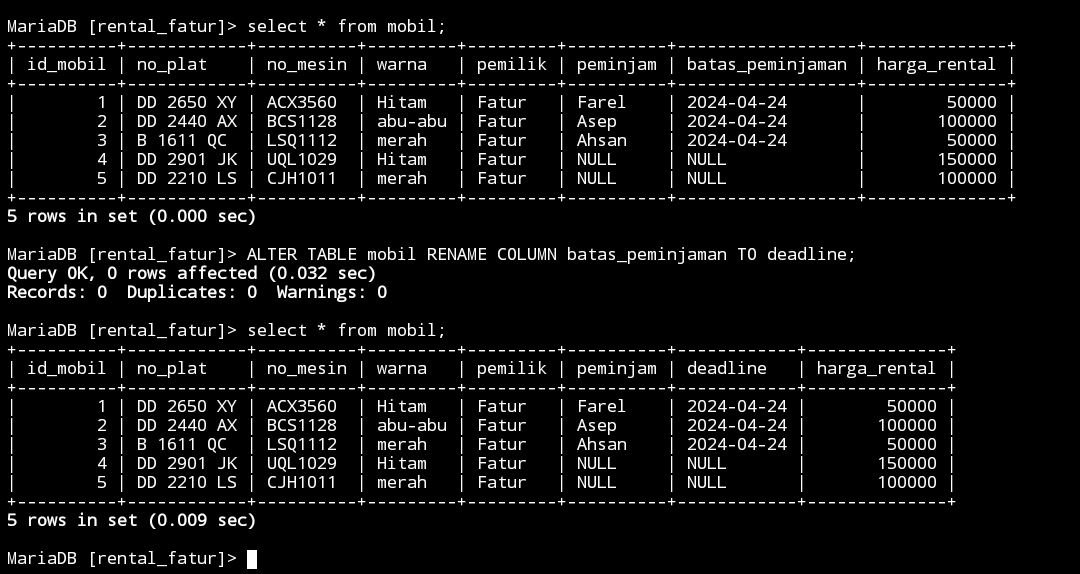 MariaDB [rental_fatur]> select * from mobil;
+----------+------------+----------+---------+---------+----------+------------------+--------------+
| id_mobil | no_plat    | no_mesin | warna   | pemilik | peminjam | batas_peminjaman | harga_rental |
+----------+------------+----------+---------+---------+----------+------------------+--------------+
|        1 | DD 2650 XY | ACX3560  | Hitam   | Fatur   | Farel    | 2024-04-24       |        50000 |
|        2 | DD 2440 AX | BCS1128  | abu-abu | Fatur   | Asep     | 2024-04-24       |       100000 |
|        3 | B 1611 QC  | LSQ1112  | merah   | Fatur   | Ahsan    | 2024-04-24       |        50000 |
|        4 | DD 2901 JK | UQL1029  | Hitam   | Fatur   | NULL     | NULL             |       150000 |
|        5 | DD 2210 LS | CJH1011  | merah   | Fatur   | NULL     | NULL             |       100000 |
+----------+------------+----------+---------+---------+----------+------------------+--------------+
5 rows in set (0.000 sec)
MariaDB [rental_fatur]> ALTER TABLE mobil RENAME COLUMN batas_peminjaman TO deadline;
Query OK, 0 rows affected (0.032 sec)
Records: 0  Duplicates: 0  Warnings: 0
MariaDB [rental_fatur]> select * from mobil;
+----------+------------+----------+---------+---------+----------+------------+--------------+
| id_mobil | no_plat    | no_mesin | warna   | pemilik | peminjam | deadline   | harga_rental |
+----------+------------+----------+---------+---------+----------+------------+--------------+
|        1 | DD 2650 XY | ACX3560  | Hitam   | Fatur   | Farel    | 2024-04-24 |        50000 |
|        2 | DD 2440 AX | BCS1128  | abu-abu | Fatur   | Asep     | 2024-04-24 |       100000 |
|        3 | B 1611 QC  | LSQ1112  | merah   | Fatur   | Ahsan    | 2024-04-24 |        50000 |
|        4 | DD 2901 JK | UQL1029  | Hitam   | Fatur   | NULL     | NULL       |       150000 |
|        5 | DD 2210 LS | CJH1011  | merah   | Fatur   | NULL     | NULL       |       100000 |
+----------+------------+----------+---------+---------+----------+------------+--------------+
5 rows in set (0.009 sec)
MariaDB [rental_fatur]>